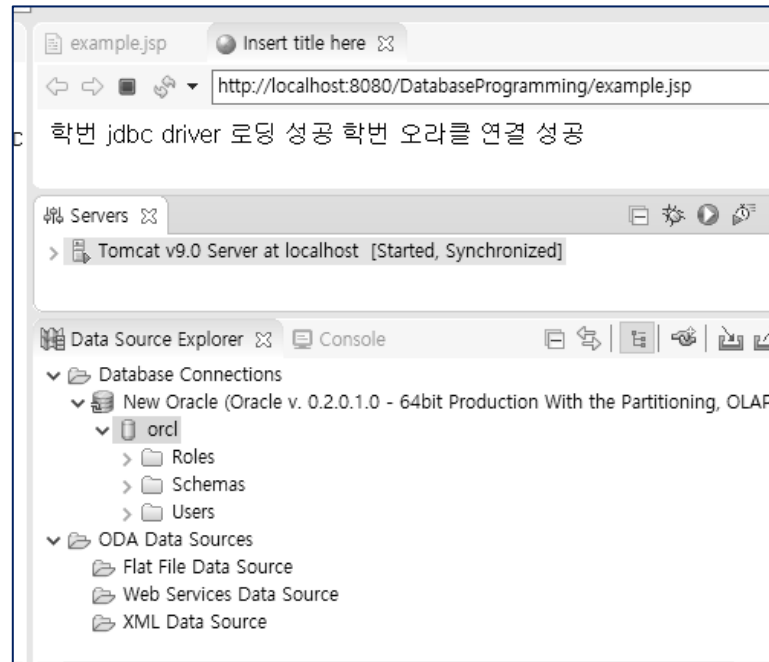 example.jsp
Insert title here
http://localhost:8080/DatabaseProgramming/example.jsp
학번 jdbc driver 로딩 성공 학번 오라클 연결 성공
Servers
Tomcat v9.0 Server at localhost [Started, Synchronized]
Data Source Explorer
Console
Database Connections
New Oracle (Oracle v. 0.2.0.1.0 - 64bit Production With the Partitioning, OLAP
orcl
Roles
Schemas
Users
ODA Data Sources
Flat File Data Source
Web Services Data Source
XML Data Source